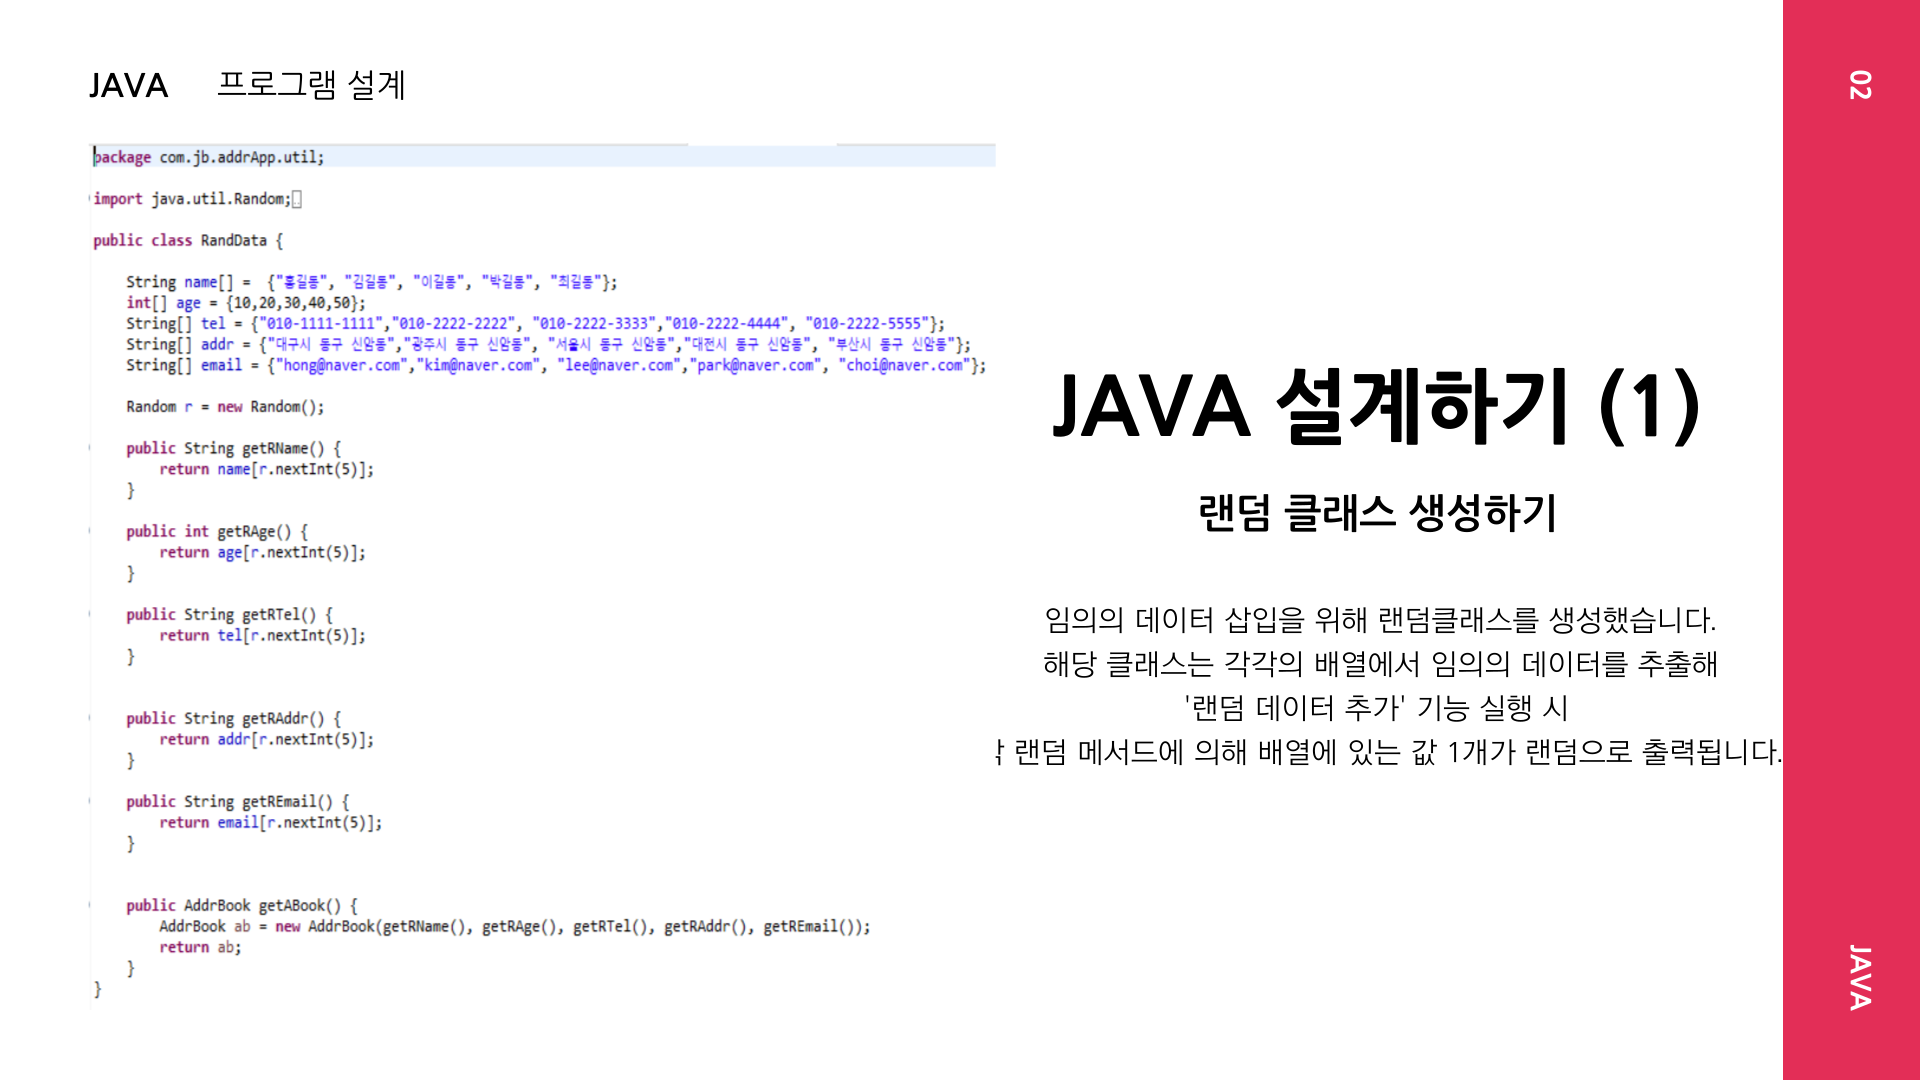 JAVA 프로그램 설계
02
package com.jb.addrApp.util;
import java.util.Random;
public class RandData {
String name[] = {"홍길동", "김길동", "이길동", "박길동", "최길동"};
int[] age = {10,20,30,40,50};
String[] tel = {"010-1111-1111","010-2222-2222", "010-2222-3333","010-2222-4444", "010-2222-5555"};
String[] addr = {"대구시 동구 신암동","광주시 동구 신암동", "서울시 동구 신암동","대전시 동구 신암동", "부산시 동구 신암동"};
String[] email = {"hong@naver.com","kim@naver.com", "lee@naver.com","park@naver.com", "choi@naver.com"};
Random r = new Random();
public String getRName() {
return name[r.nextInt(5)];
}
public int getRAge() {
return age[r.nextInt(5)];
}
public String getRTel() {
return tel[r.nextInt(5)];
}
public String getRAddr() {
return addr[r.nextInt(5)];
}
public String getREmail() {
return email[r.nextInt(5)];
}
public AddrBook getABook() {
AddrBook ab = new AddrBook(getRName(), getRAge(), getRTel(), getRAddr(), getREmail());
return ab;
}
}
JAVA 설계하기 (1)
랜덤 클래스 생성하기
임의의 데이터 삽입을 위해 랜덤클래스를 생성했습니다.
해당 클래스는 각각의 배열에서 임의의 데이터를 추출해
'랜덤 데이터 추가' 기능 실행 시
랜덤 메서드에 의해 배열에 있는 값 1개가 랜덤으로 출력됩니다.
JAVA